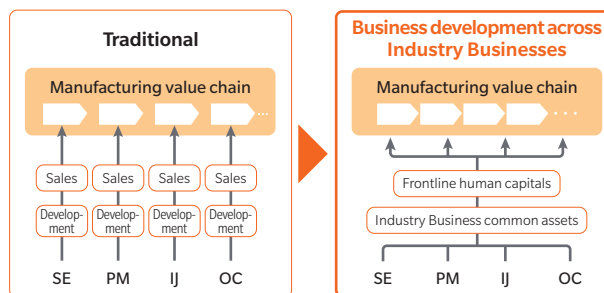 Traditional
Manufacturing value chain
...
Sales Sales Sales Sales
Develop-
ment
Develop-
ment
Develop-
ment
Develop-
ment
SE PM IJ OC
Business development across
Industry Businesses
Manufacturing value chain
...
Frontline human capitals
Industry Business common assets
SE PM IJ OC